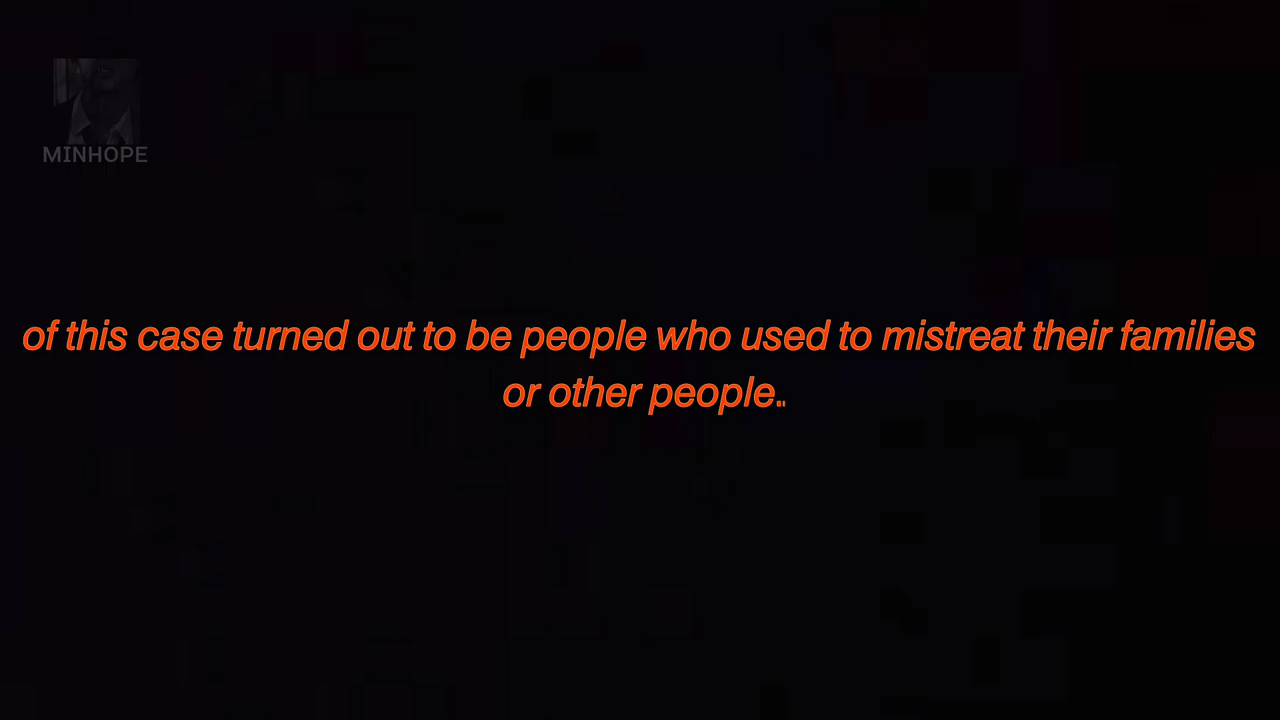 MINHOPE
of this case turned out to be people who used to mistreat their families
or other people..